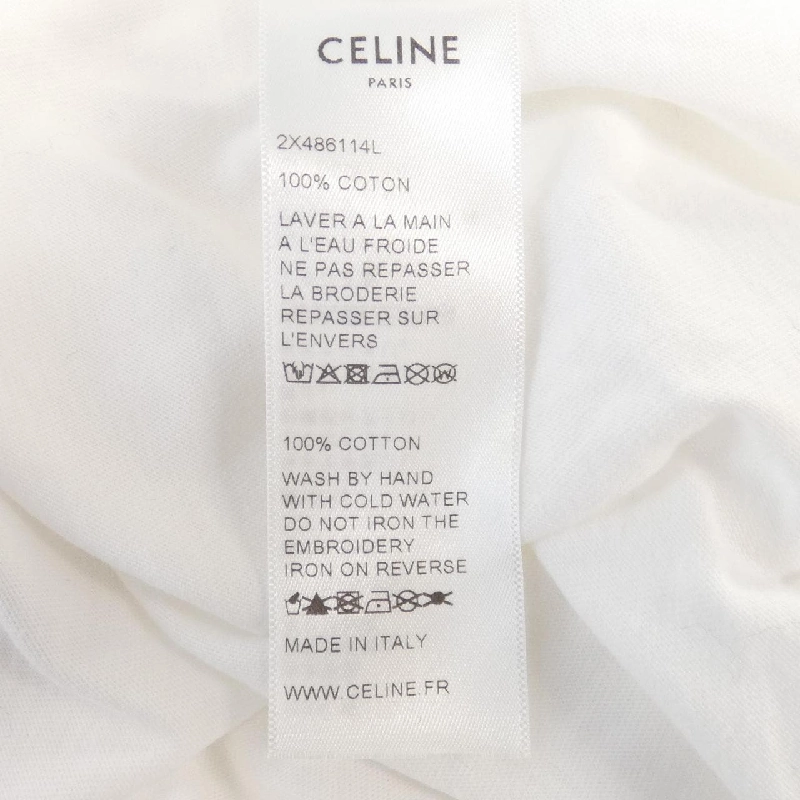 CELINE
PARIS
2X486114L
100% COTON
LAVER A LA MAIN
A L'EAU FROIDE
NE PAS REPASSER
LA BRODERIE
REPASSER SUR
L'ENVERS
100% COTTON
WASH BY HAND
WITH COLD WATER
DO NOT IRON THE
EMBROIDERY
IRON ON REVERSE
MADE IN ITALY
WWW.CELINE.FR